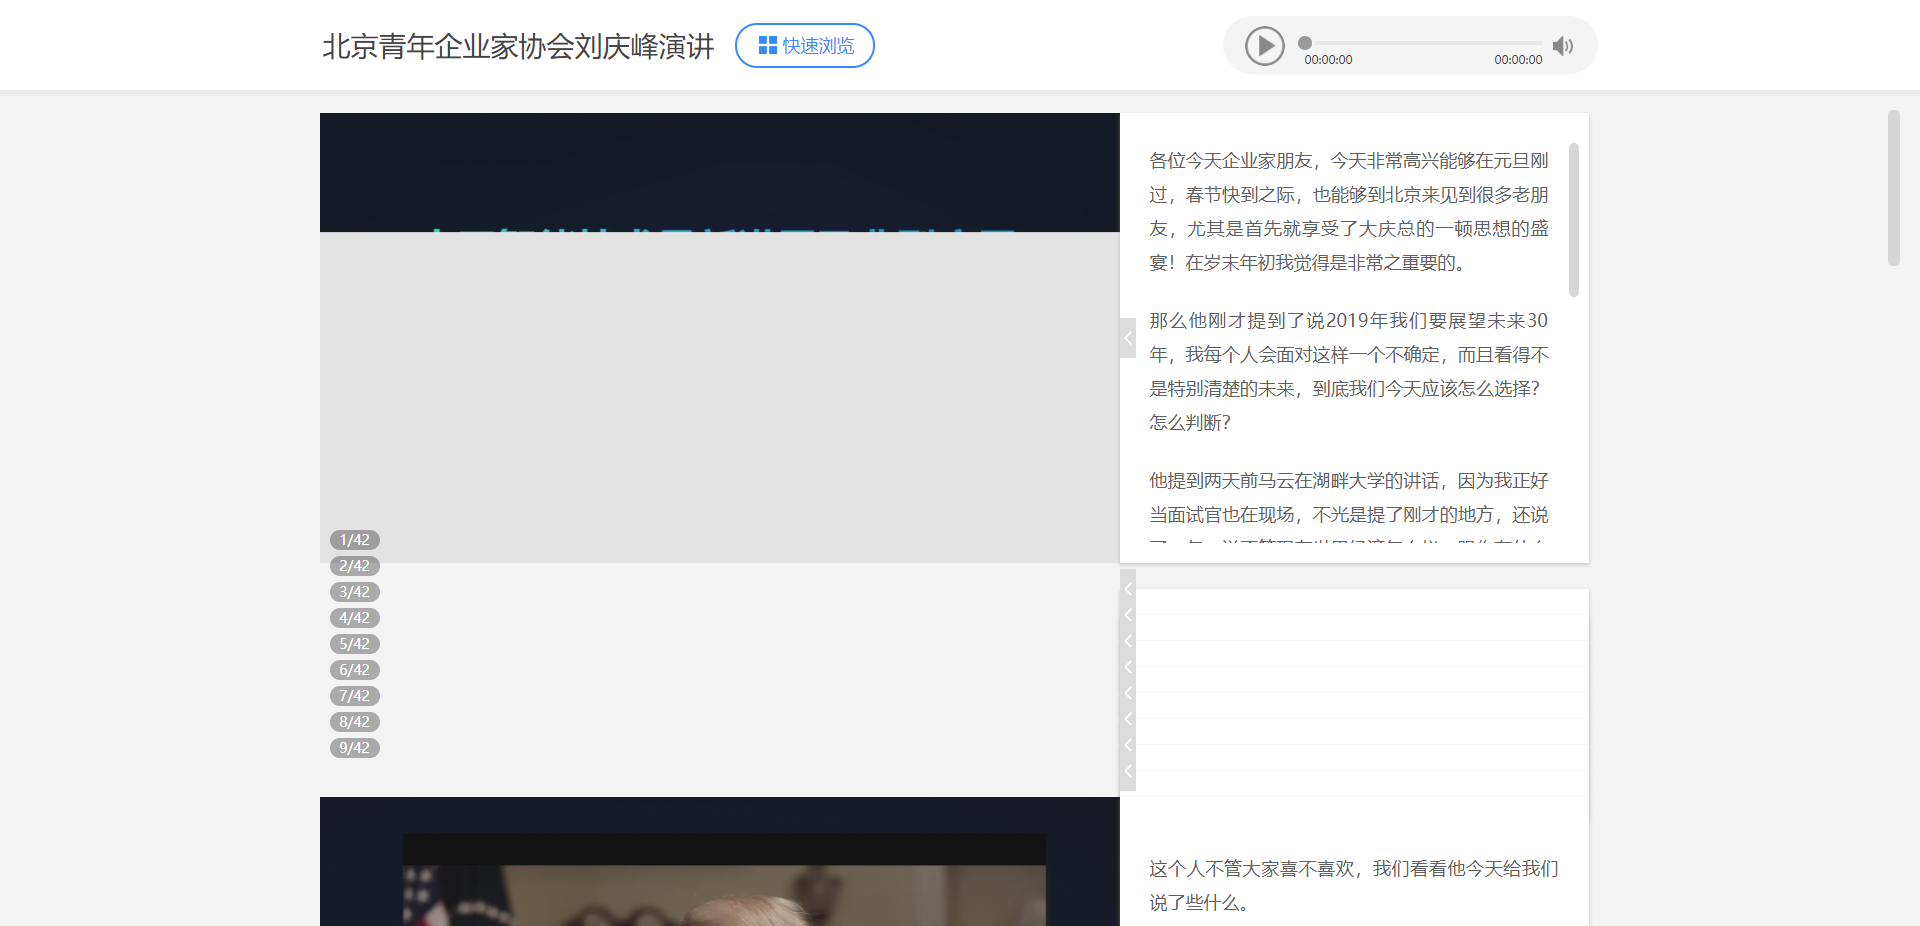 北京青年企业家协会刘庆峰演讲
快速浏览
00:00:00
00:00:00
各位今天企业家朋友，今天非常高兴能够在元旦刚
过，春节快到之际，也能够到北京来见到很多老朋
友，尤其是首先就享受了大庆总的一顿思想的盛
宴！在岁末年初我觉得是非常之重要的。
那么他刚才提到了说2019年我们要展望未来30
年，我每个人会面对这样一个不确定，而且看得不
是特别清楚的未来，到底我们今天应该怎么选择？
怎么判断？
他提到两天前马云在湖畔大学的讲话，因为我正好
当面试官也在现场，不光是提了刚才的地方，还说
1/42
2/42
3/42
4/42
5/42
6/42
7/42
8/42
9/42
这个人不管大家喜不喜欢，我们看看他今天给我们
说了些什么。